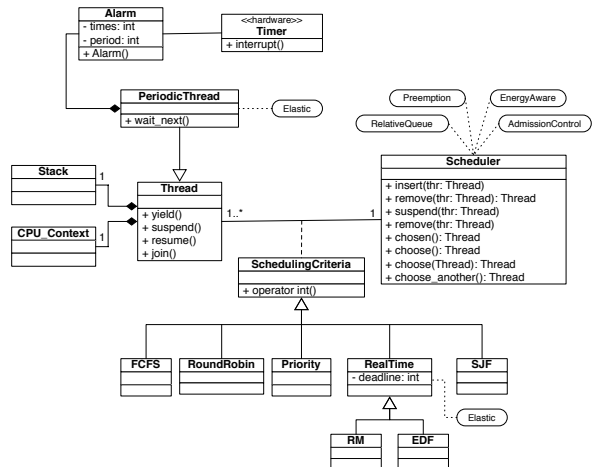 Alarm
- times: int
- period: int
+ Alarm()
<<hardware>>
Timer
+ interrupt()
PeriodicThread
+ wait_next()
Elastic
Preemption
EnergyAware
RelativeQueue
AdmissionControl
Stack
1
CPU_Context
1
Thread
+ yield()
+ suspend()
+ resume()
+ join()
1..*
1
Scheduler
+ insert(thr: Thread)
+ remove(thr: Thread): Thread
+ suspend(thr: Thread)
+ remove(thr: Thread)
+ chosen(): Thread
+ choose(): Thread
+ choose(Thread): Thread
+ choose_another(): Thread
SchedulingCriteria
+ operator int()
FCFS
RoundRobin
Priority
RealTime
- deadline: int
SJF
Elastic
RM
EDF